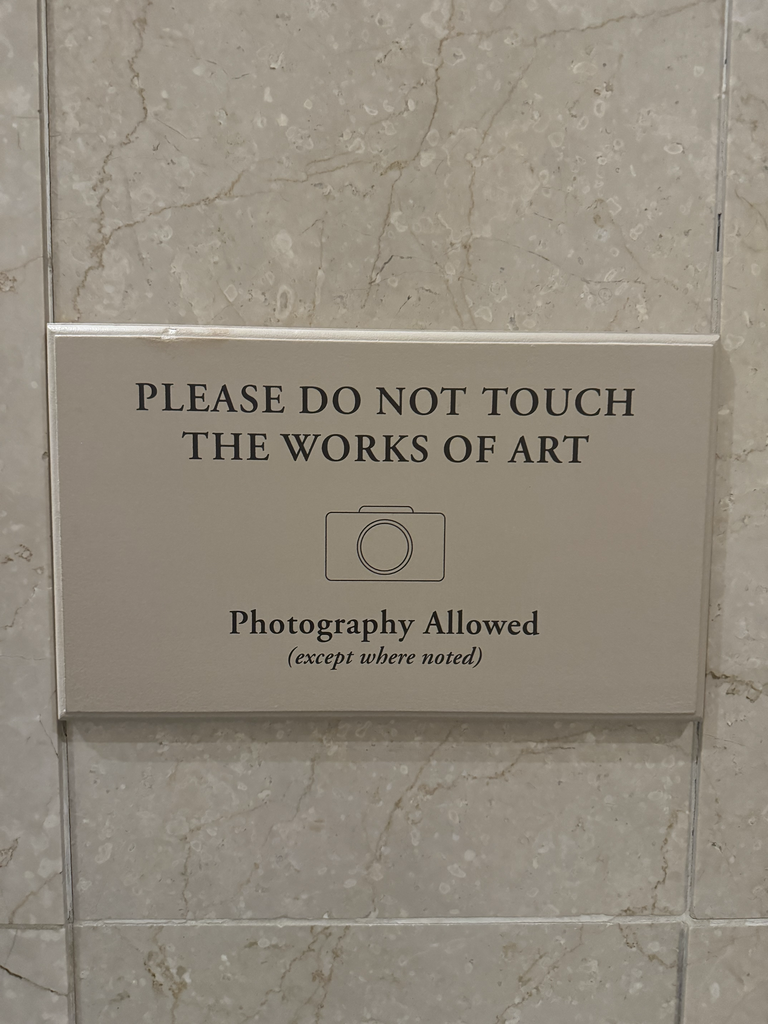 PLEASE DO NOT TOUCH
THE WORKS OF ART
Photography Allowed
(except where noted)